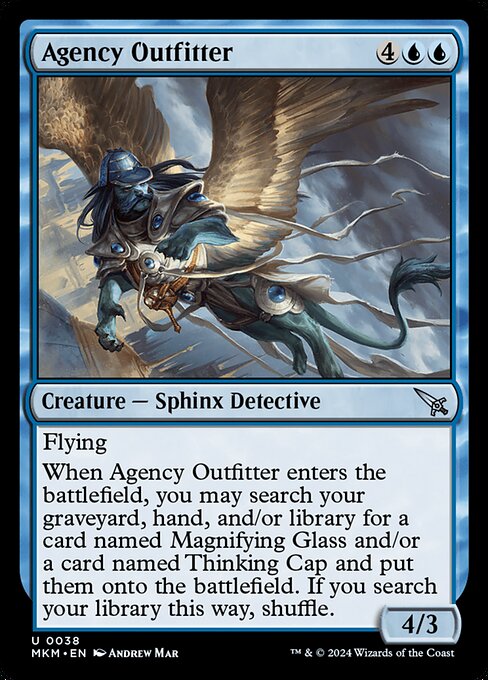 Agency Outfitter 4
Creature — Sphinx Detective
Flying
When Agency Outfitter enters the
battlefield, you may search your
graveyard, hand, and/or library for a
card named Magnifying Glass and/or
a card named Thinking Cap and put
them onto the battlefield. If you search
your library this way, shuffle.
4/3
U 0038
MKM • EN Andrew Mar ™ & © 2024 Wizards of the Coast